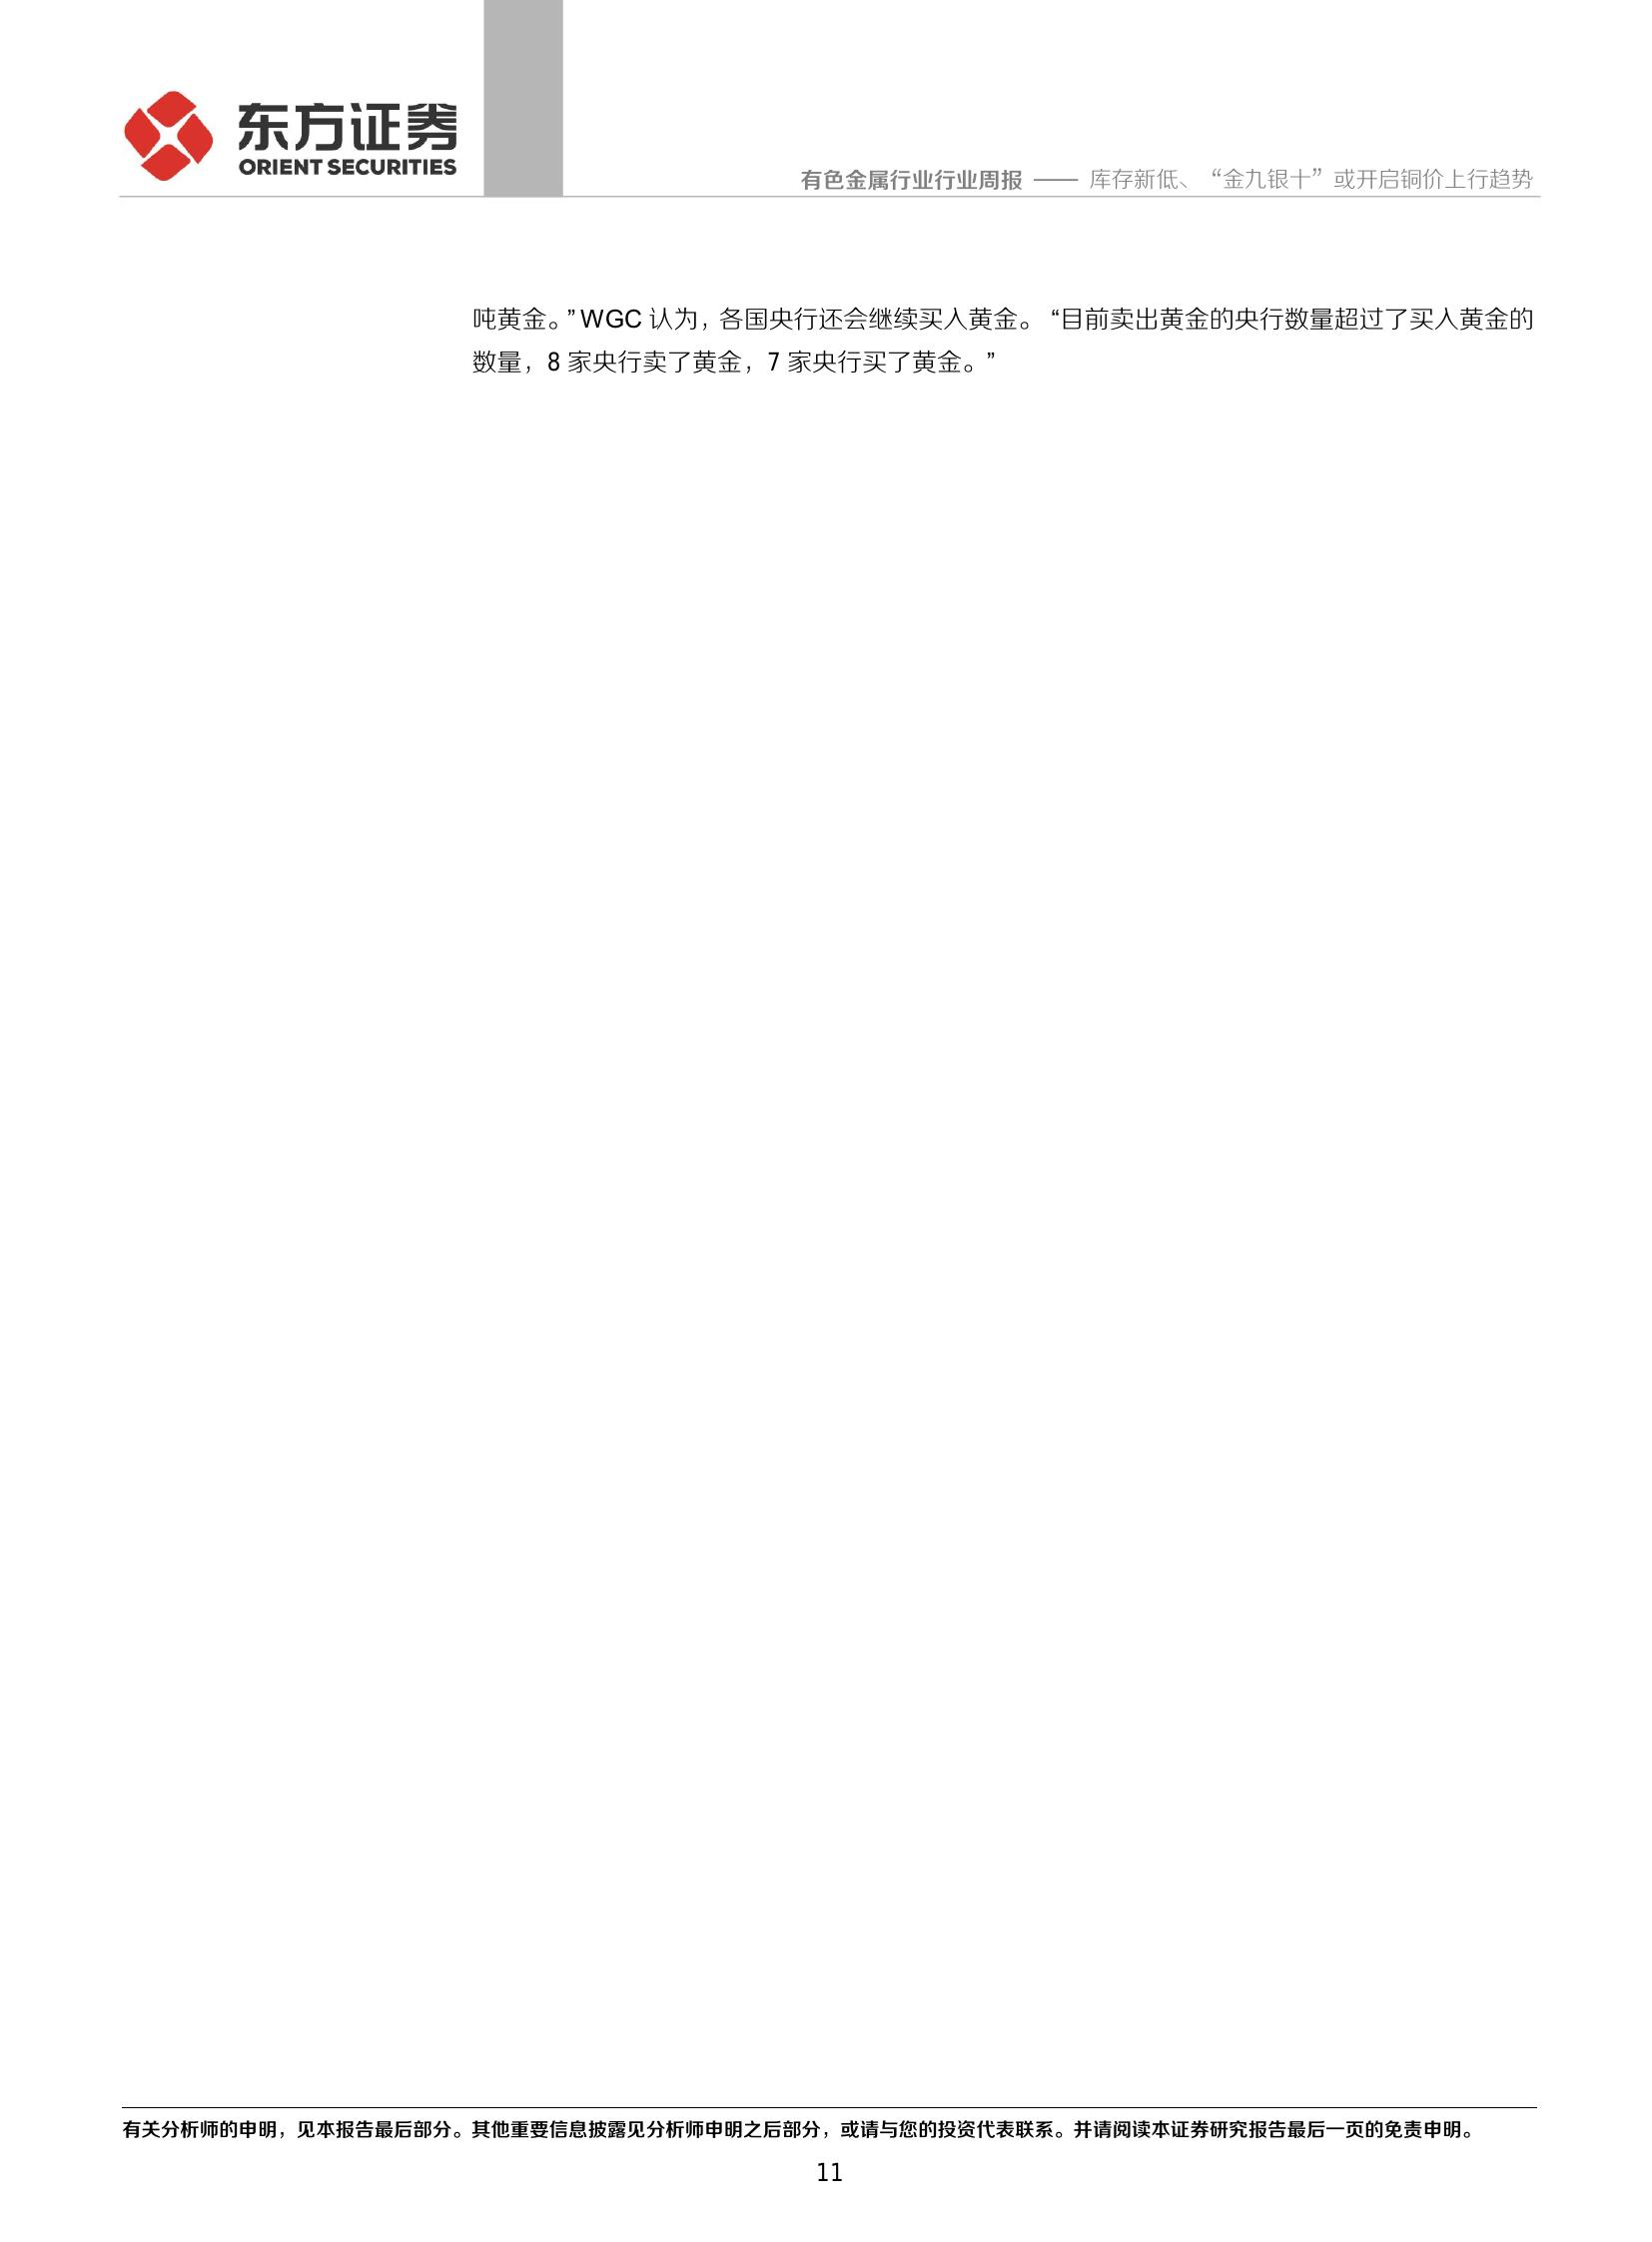 东方证券
ORIENT SECURITIES
有色金属行业行业周报 —— 库存新低、“金九银十”或开启铜价上行趋势
吨黄金。”WGC 认为，各国央行还会继续买入黄金。 “目前卖出黄金的央行数量超过了买入黄金的
数量，8 家央行卖了黄金，7 家央行买了黄金。”
有关分析师的申明，见本报告最后部分。其他重要信息披露见分析师申明之后部分，或请与您的投资代表联系。并请阅读本证券研究报告最后一页的免责申明。
11